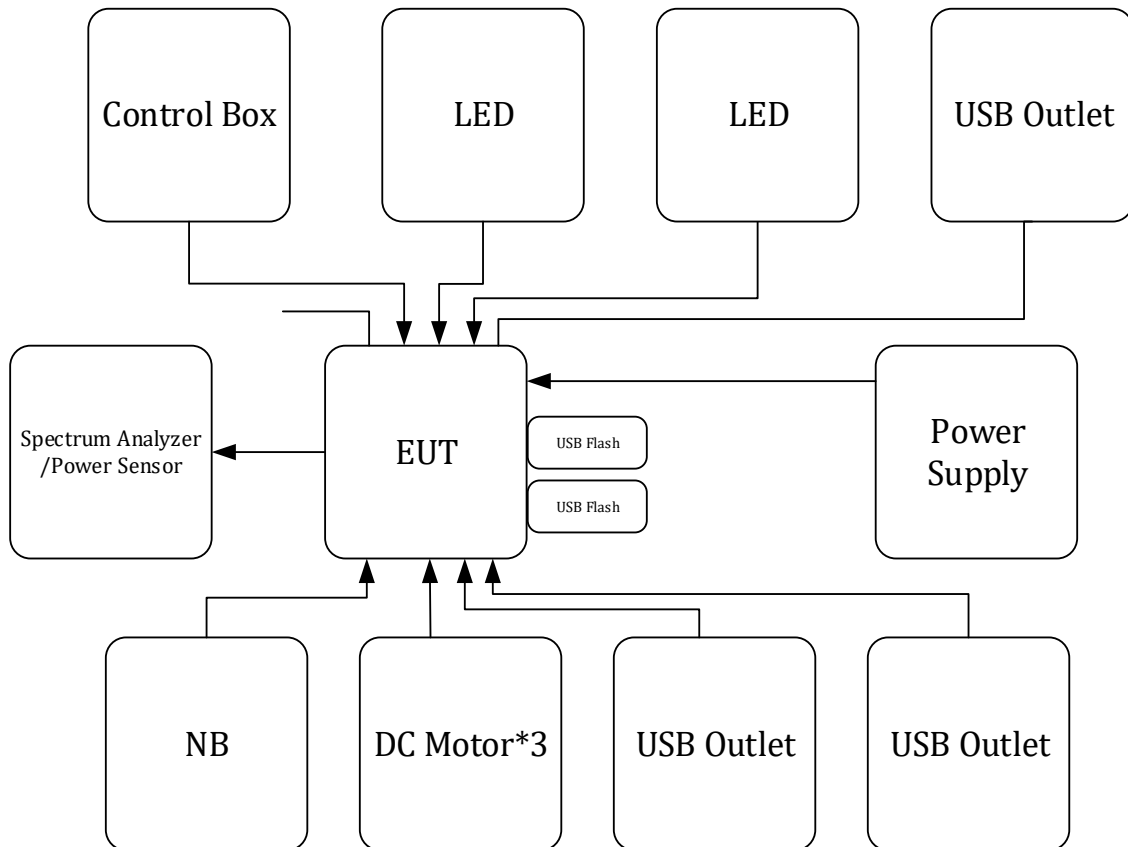 Control Box
LED
LED
USB Outlet
Spectrum Analyzer
/Power Sensor
EUT
USB Flash
USB Flash
Power
Supply
NB
DC Motor*3
USB Outlet
USB Outlet